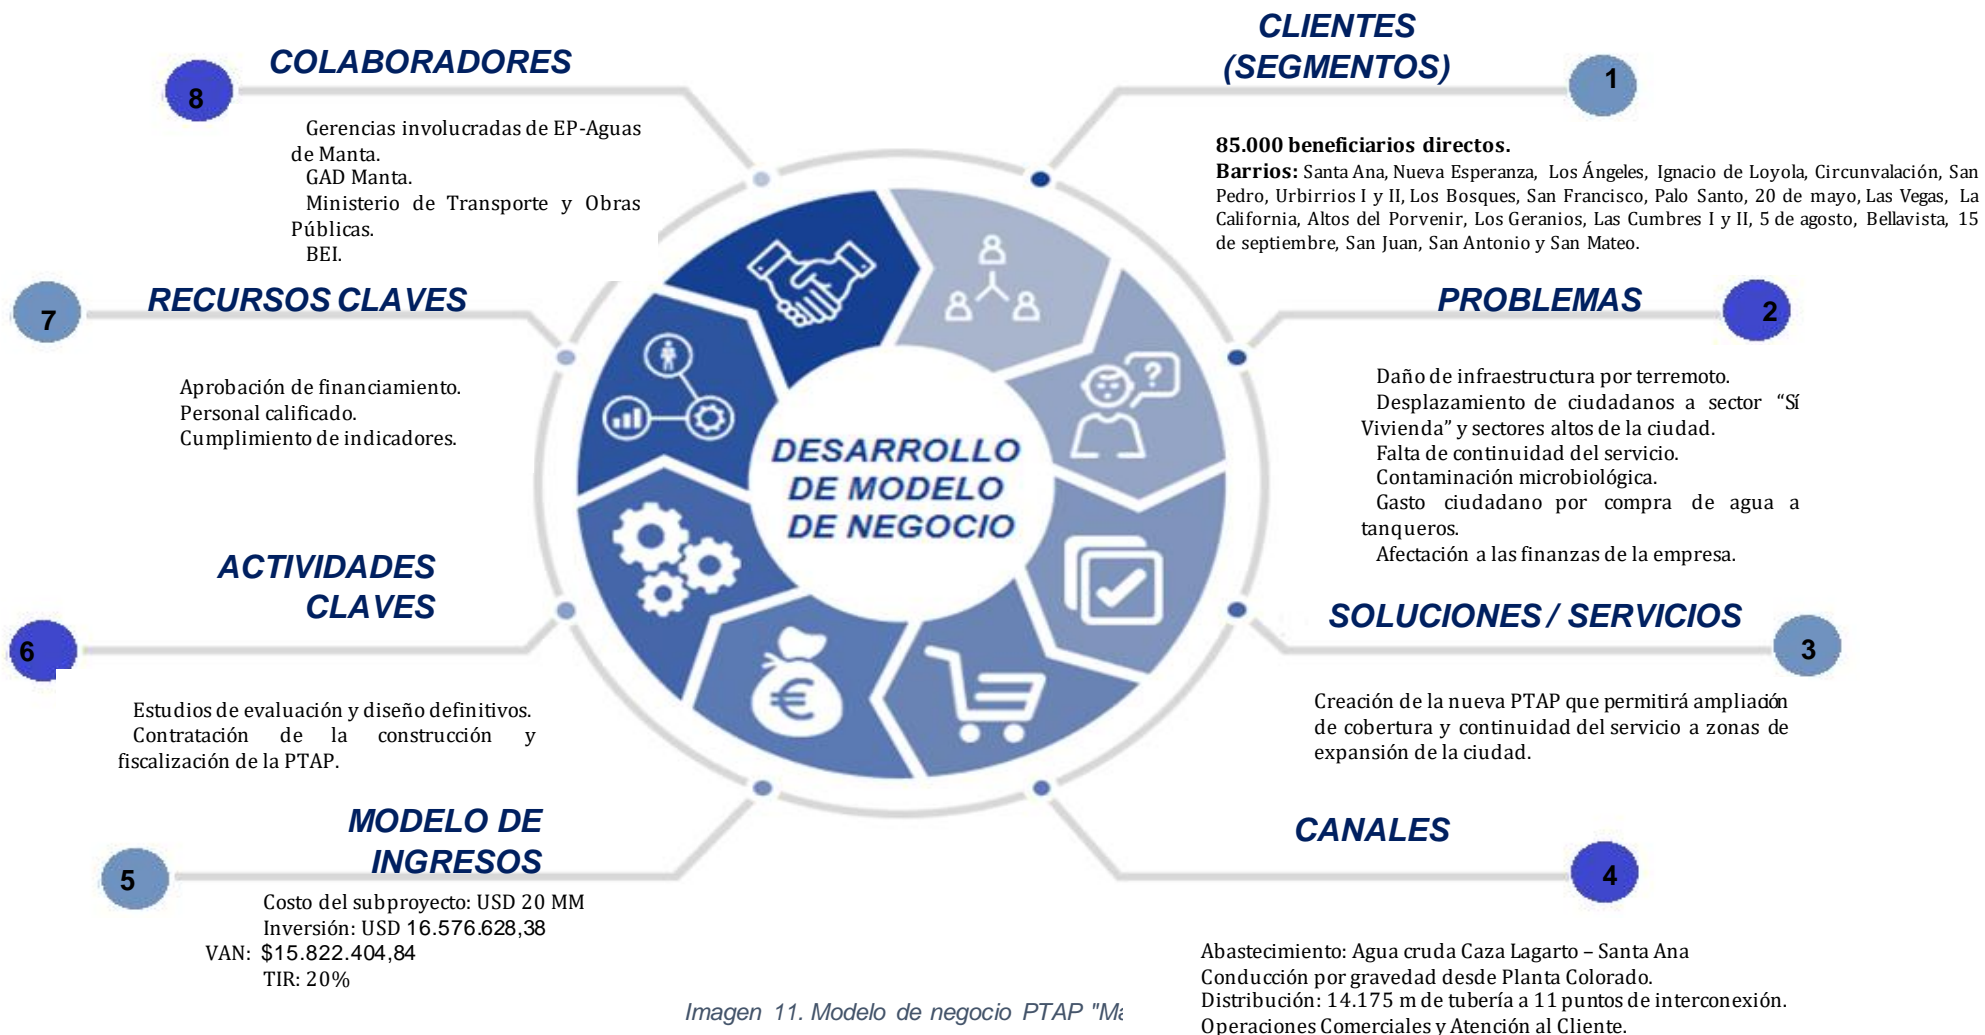 CLIENTES
(SEGMENTOS)
1
85.000 beneficiarios directos.
Barrios: Santa Ana, Nueva Esperanza, Los Ángeles, Ignacio de Loyola, Circunvalación, San
Pedro, Urbirrios I y II, Los Bosques, San Francisco, Palo Santo, 20 de mayo, Las Vegas, La
California, Altos del Porvenir, Los Geranios, Las Cumbres I y II, 5 de agosto, Bellavista, 15
de septiembre, San Juan, San Antonio y San Mateo.
PROBLEMAS
2
Daño de infraestructura por terremoto.
Desplazamiento de ciudadanos a sector “Sí
Vivienda” y sectores altos de la ciudad.
Falta de continuidad del servicio.
Contaminación microbiológica.
Gasto ciudadano por compra de agua a
tanqueros.
Afectación a las finanzas de la empresa.
SOLUCIONES / SERVICIOS
3
Creación de la nueva PTAP que permitirá ampliación
de cobertura y continuidad del servicio a zonas de
expansión de la ciudad.
CANALES
4
Abastecimiento: Agua cruda Caza Lagarto – Santa Ana
Conducción por gravedad desde Planta Colorado.
Distribución: 14.175 m de tubería a 11 puntos de interconexión.
Operaciones Comerciales y Atención al Cliente.
MODELO DE
INGRESOS
5
Costo del subproyecto: USD 20 MM
Inversión: USD 16.576.628,38
VAN: $15.822.404,84
TIR: 20%
ACTIVIDADES
CLAVES
6
Estudios de evaluación y diseño definitivos.
Contratación de la construcción y
fiscalización de la PTAP.
RECURSOS CLAVES
7
Aprobación de financiamiento.
Personal calificado.
Cumplimiento de indicadores.
COLABORADORES
8
Gerencias involucradas de EP-Aguas
de Manta.
GAD Manta.
Ministerio de Transporte y Obras
Públicas.
BEI.
DESARROLLO
DE MODELO
DE NEGOCIO
?
€
Imagen 11. Modelo de negocio PTAP "Ma